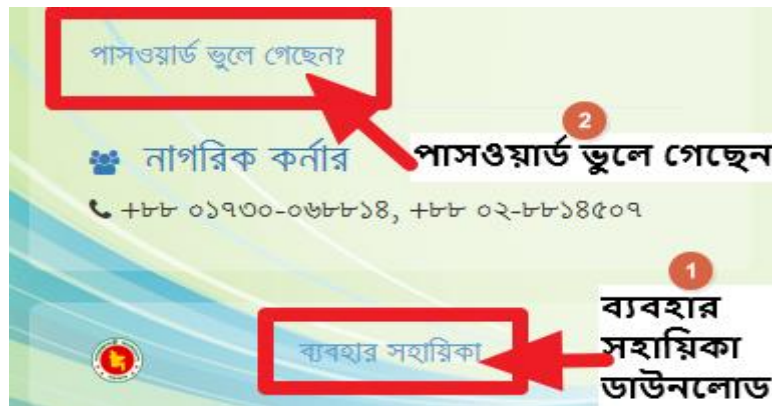 পাসওয়ার্ড ভুলে গেছেন?
2
পাসওয়ার্ড ভুলে গেছেন
নাগরিক কর্নার
+৮৮ ০১৭৩০-০৬৮৮১৪, +৮৮ ০২-৮৮১৪৫০৭
1
ব্যবহার
সহায়িকা
ডাউনলোড
ব্যবহার সহায়িকা